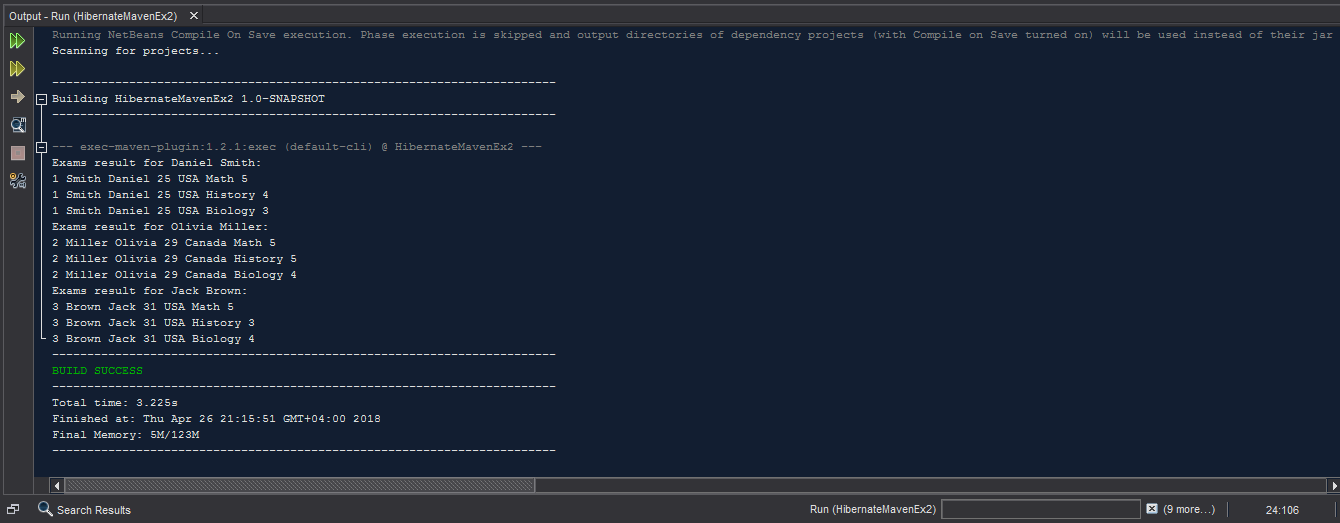 Output - Run (HibernateMavenEx2) ×
Running NetBeans Compile On Save execution. Phase execution is skipped and output directories of dependency projects (with Compile on Save turned on) will be used instead of their jar
Scanning for projects...
------------------------------------------------------------------------
Building HibernateMavenEx2 1.0-SNAPSHOT
------------------------------------------------------------------------
--- exec-maven-plugin:1.2.1:exec (default-cli) @ HibernateMavenEx2 ---
Exams result for Daniel Smith:
1 Smith Daniel 25 USA Math 5
1 Smith Daniel 25 USA History 4
1 Smith Daniel 25 USA Biology 3
Exams result for Olivia Miller:
2 Miller Olivia 29 Canada Math 5
2 Miller Olivia 29 Canada History 5
2 Miller Olivia 29 Canada Biology 4
Exams result for Jack Brown:
3 Brown Jack 31 USA Math 5
3 Brown Jack 31 USA History 3
3 Brown Jack 31 USA Biology 4
------------------------------------------------------------------------
BUILD SUCCESS
------------------------------------------------------------------------
Total time: 3.225s
Finished at: Thu Apr 26 21:15:51 GMT+04:00 2018
Final Memory: 5M/123M
------------------------------------------------------------------------
Search Results Run (HibernateMavenEx2) (9 more...) 24:106